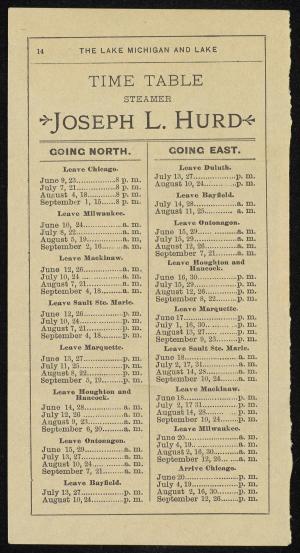 14 THE LAKE MICHIGAN AND LAKE
TIME TABLE
STEAMER
JOSEPH L. HURD
GOING NORTH.
Leave Chicago.
June 9, 23..............8 p. m.
July 7, 21..............8 p. m.
August 4, 18..............8 p. m.
September 1, 15......8 p. m.
Leave Milwaukee.
June 10, 24..............a. m.
July 8, 22..............a. m.
August 5, 19..............a. m.
September 2, 16..............a. m.
Leave Mackinaw.
June 12, 26..............a. m.
July 10, 24..............a. m.
August 7, 21..............a. m.
September 4, 18..............a. m.
Leave Sault Ste. Marie.
June 12, 26..............p. m.
July 10, 24..............p. m.
August 7, 21..............p. m.
September 4, 18..............p. m.
Leave Marquette.
June 13, 27..............p. m.
July 11, 25..............p. m.
August 8, 22..............p. m.
September 5, 19..............p. m.
Leave Houghton and
Hancock.
June 14, 28..............a. m.
July 12, 26..............a. m.
August 9, 23..............a. m.
September 6, 20..............a. m.
Leave Ontonagon.
June 15, 29..............a. m.
July 13, 27..............a. m.
August 10, 24..............a. m.
September 7, 21..............a. m.
Leave Bayfield.
July 13, 27..............p. m.
August 10, 24..............p. m.
GOING EAST.
Leave Duluth.
July 13, 27..............p. m.
August 10, 24..............p. m.
Leave Bayfield.
July 14, 28..............a. m.
August 11, 25..............a. m.
Leave Ontonagon.
June 15, 29..............a. m.
July 15, 29..............a. m.
August 12, 26..............a. m.
September 7, 21..............a. m.
Leave Houghton and
Hancock.
June 16, 30..............p. m.
July 15, 29..............p. m.
August 12, 26..............p. m.
September 8, 22..............p. m.
Leave Marquette.
June 17..............p. m.
July 1, 16, 30..............p. m.
August 13, 27..............p. m.
September 9, 23..............p. m.
Leave Sault Ste. Marie.
June 18..............a. m.
July 2, 17, 31..............a. m.
August 14, 28..............a. m.
September 10, 24..............a. m.
Leave Mackinaw.
June 18..............p. m.
July 2, 17 31..............p. m.
August 14, 28..............p. m.
September 10, 24..............p. m.
Leave Milwaukee.
June 20..............a. m.
July 4, 19..............a. m.
August 2, 16, 30..............a. m.
September 12, 26..............a. m.
Arrive Chicago.
June 20..............p. m.
July 4, 19..............p. m.
August 2, 16, 30..............p. m.
September 12, 26..............p. m.